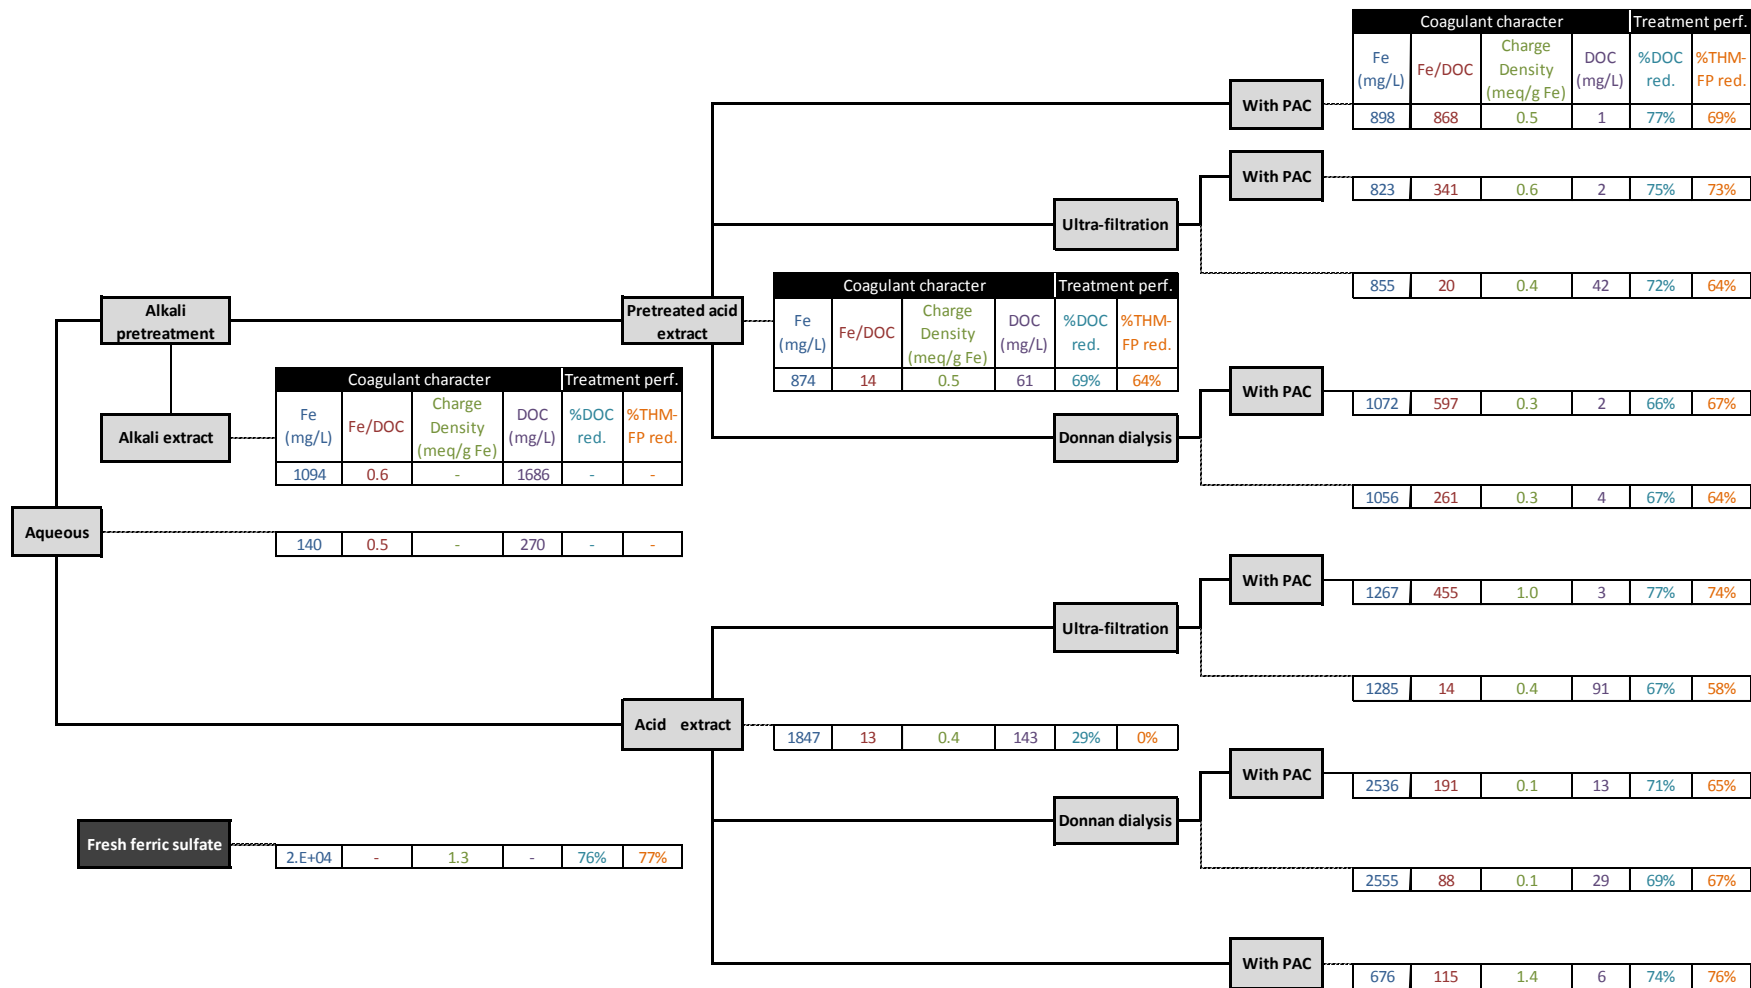 Coagulant character Treatment perf.
Fe (mg/L) Fe/DOC Charge Density (meq/g Fe) DOC (mg/L) %DOC red. %THM-FP red.
With PAC
898 868 0.5 1 77% 69%
With PAC
823 341 0.6 2 75% 73%
Ultra-filtration
855 20 0.4 42 72% 64%
Alkali pretreatment
Pretreated acid extract
Coagulant character Treatment perf.
Fe (mg/L) Fe/DOC Charge Density (meq/g Fe) DOC (mg/L) %DOC red. %THM-FP red.
874 14 0.5 61 69% 64%
With PAC
1072 597 0.3 2 66% 67%
Donnan dialysis
1056 261 0.3 4 67% 64%
Alkali extract
Coagulant character Treatment perf.
Fe (mg/L) Fe/DOC Charge Density (meq/g Fe) DOC (mg/L) %DOC red. %THM-FP red.
1094 0.6 - 1686 - -
Aqueous
140 0.5 - 270 - -
With PAC
1267 455 1.0 3 77% 74%
Ultra-filtration
1285 14 0.4 91 67% 58%
Acid extract
1847 13 0.4 143 29% 0%
With PAC
2536 191 0.1 13 71% 65%
Donnan dialysis
2555 88 0.1 29 69% 67%
Fresh ferric sulfate
2.E+04 - 1.3 - 76% 77%
With PAC
676 115 1.4 6 74% 76%